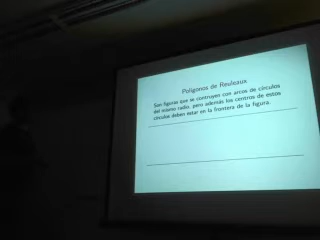 Polígonos de Reuleaux
Son figuras que se contruyen con arcos de círculos
del mismo radio, pero además los centros de estos
círculos deben estar en la frontera de la figura.